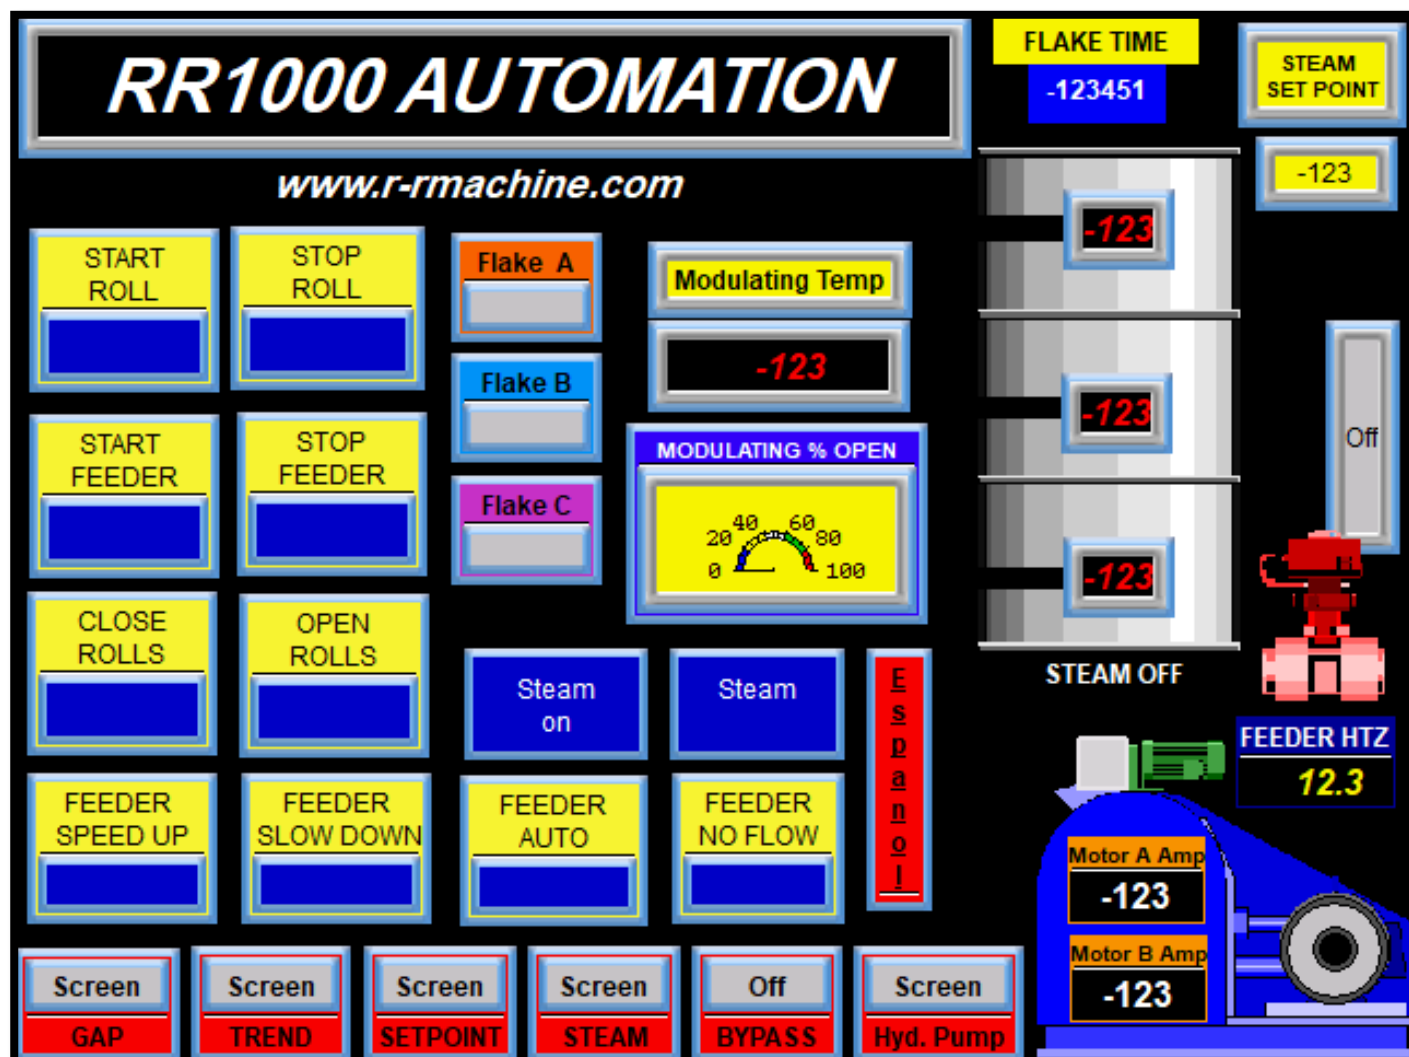 RR1000 AUTOMATION
www.r-rmachine.com
FLAKE TIME
-123451
STEAM
SET POINT
-123
START
ROLL
STOP
ROLL
Flake A
Modulating Temp
-123
-123
Flake B
MODULATING % OPEN
0 20 40 60 80 100
-123
Off
START
FEEDER
STOP
FEEDER
Flake C
-123
CLOSE
ROLLS
OPEN
ROLLS
Steam
on
Steam
Espanol
STEAM OFF
FEEDER HTZ
12.3
FEEDER
SPEED UP
FEEDER
SLOW DOWN
FEEDER
AUTO
FEEDER
NO FLOW
Motor A Amp
-123
Motor B Amp
-123
Screen
GAP
Screen
TREND
Screen
SETPOINT
Screen
STEAM
Off
BYPASS
Screen
Hyd. Pump